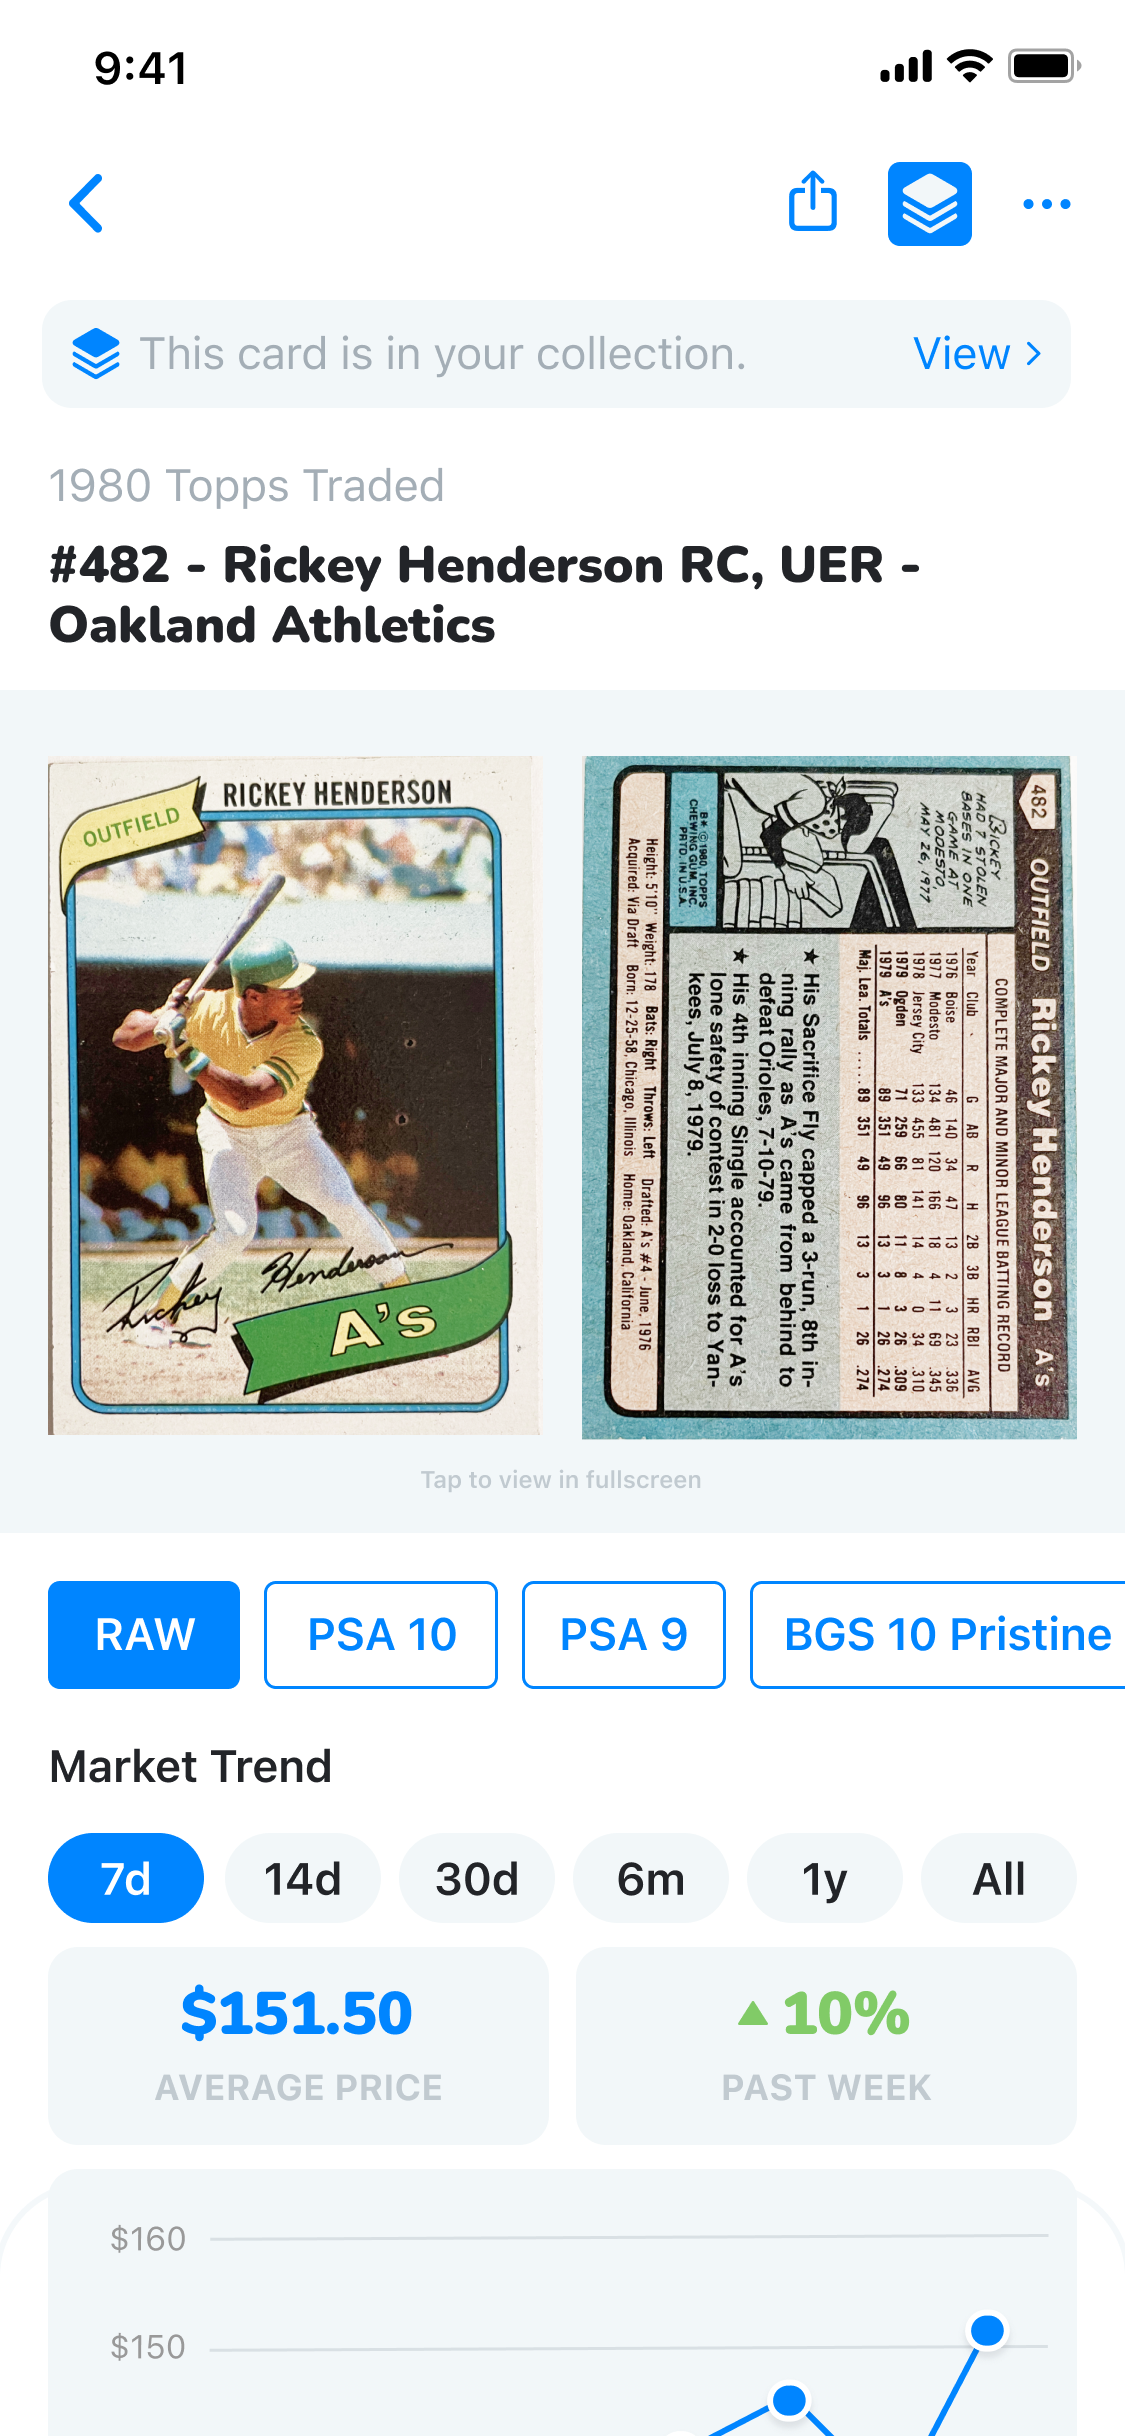 9:41
This card is in your collection.
View
1980 Topps Traded
#482 - Rickey Henderson RC, UER -
Oakland Athletics
RICKEY HENDERSON
OUTFIELD
Rickey Henderson
A's
482 OUTFIELD Rickey Henderson A's
RICKEY
HAD 7 STOLEN
BASES IN ONE
GAME AT
MODESTO,
MAY 26, 1977
B* © 1980, TOPPS
CHEWING GUM, INC.
PRTD. IN U.S.A.
COMPLETE MAJOR AND MINOR LEAGUE BATTING RECORD
Year Club G AB R H 2B 3B HR RBI AVG
1976 Boise 46 140 34 47 13 2 3 23 .336
1977 Modesto 134 481 120 166 18 4 11 69 .345
1978 Jersey City 133 455 81 141 14 4 0 34 .310
1979 Ogden 71 259 66 80 11 8 3 26 .309
1979 A's 89 351 49 96 13 3 1 26 .274
Maj. Lea. Totals ...... 89 351 49 96 13 3 1 26 .274
★ His Sacrifice Fly capped a 3-run, 8th in-
ning rally as A's came from behind to
defeat Orioles, 7-10-79.
★ His 4th inning Single accounted for A's
lone safety of contest in 2-0 loss to Yan-
kees, July 8, 1979.
Height: 5'10" Weight: 178 Bats: Right Throws: Left Drafted: A's #4 - June, 1976
Acquired: Via Draft Born: 12-25-58, Chicago, Illinois Home: Oakland, California
Tap to view in fullscreen
RAW
PSA 10
PSA 9
BGS 10 Pristine
Market Trend
7d
14d
30d
6m
1y
All
$151.50
AVERAGE PRICE
10%
PAST WEEK
$160
$150